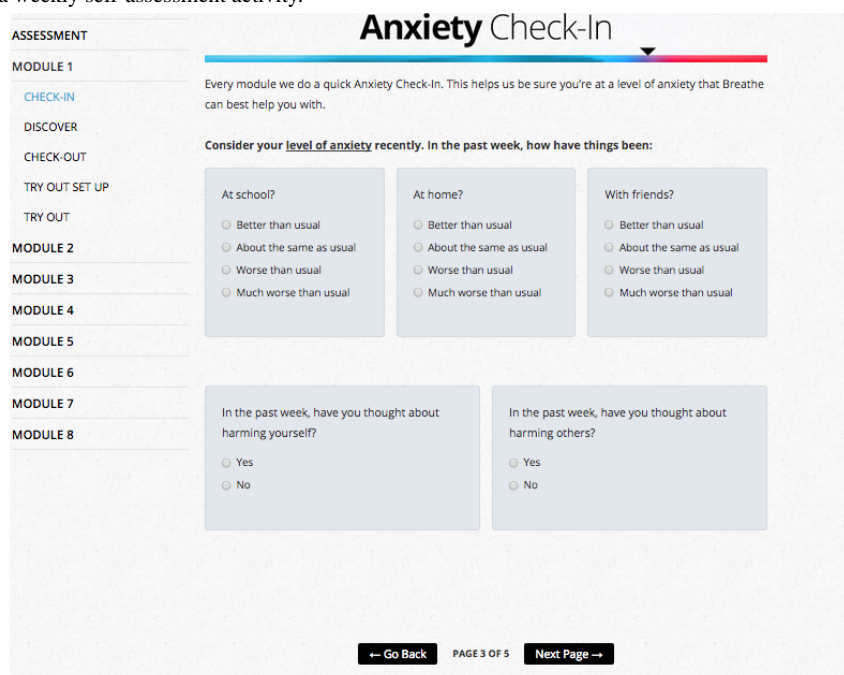 a weekly self-assessment activity.
ASSESSMENT
MODULE 1
CHECK-IN
DISCOVER
CHECK-OUT
TRY OUT SET UP
TRY OUT
MODULE 2
MODULE 3
MODULE 4
MODULE 5
MODULE 6
MODULE 7
MODULE 8
Anxiety Check-In
Every module we do a quick Anxiety Check-In. This helps us be sure you're at a level of anxiety that Breathe
can best help you with.
Consider your level of anxiety recently. In the past week, how have things been:
At school?
Better than usual
About the same as usual
Worse than usual
Much worse than usual
At home?
Better than usual
About the same as usual
Worse than usual
Much worse than usual
With friends?
Better than usual
About the same as usual
Worse than usual
Much worse than usual
In the past week, have you thought about
harming yourself?
Yes
No
In the past week, have you thought about
harming others?
Yes
No
← Go Back PAGE 3 OF 5 Next Page →